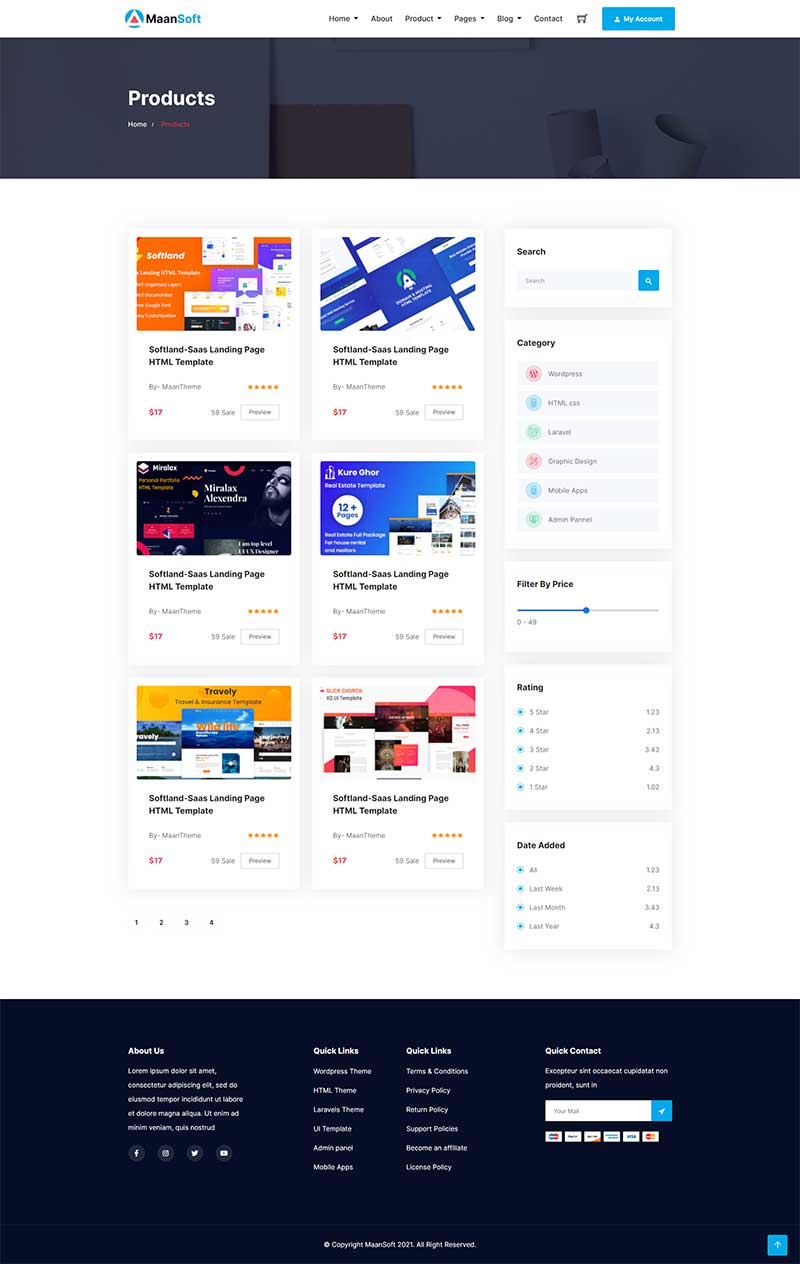 MaanSoft
Home
About
Product
Pages
Blog
Contact
My Account
Products
Home / Products
Softland
Softland-Saas Landing Page
HTML Template
By- MaanTheme
$17
59 Sale
Preview
DOMAIN & HOSTING
HTML TEMPLATE
Softland-Saas Landing Page
HTML Template
By- MaanTheme
$17
59 Sale
Preview
Miralax
Personal Portfolio
HTML Template
Miralax
Alexendra
I am top level
UI/UX Designer
Softland-Saas Landing Page
HTML Template
By- MaanTheme
$17
59 Sale
Preview
Kure Ghor
Real Estate Template
12 +
Pages
Real Estate Full Package
For house rental
and realtors
Softland-Saas Landing Page
HTML Template
By- MaanTheme
$17
59 Sale
Preview
Travely
Travel & Insurance Template
Wild life
Softland-Saas Landing Page
HTML Template
By- MaanTheme
$17
59 Sale
Preview
SLICK CHURCH
XD UI Template
Softland-Saas Landing Page
HTML Template
By- MaanTheme
$17
59 Sale
Preview
1 2 3 4
Search
Search
Category
Wordpress
HTML css
Laravel
Graphic Design
Mobile Apps
Admin Pannel
Filter By Price
0 - 49
Rating
5 Star 1.23
4 Star 2.13
3 Star 3.43
2 Star 4.3
1 Star 1.02
Date Added
All 1.23
Last Week 2.13
Last Month 3.43
Last Year 4.3
About Us
Lorem ipsum dolor sit amet,
consectetur adipiscing elit, sed do
eiusmod tempor incididunt ut labore
et dolore magna aliqua. Ut enim ad
minim veniam, quis nostrud
Quick Links
Wordpress Theme
HTML Theme
Laravels Theme
UI Template
Admin panel
Mobile Apps
Quick Links
Terms & Conditions
Privacy Policy
Return Policy
Support Policies
Become an affiliate
License Policy
Quick Contact
Excepteur sint occaecat cupidatat non
proident, sunt in
Your Mail
VISA
© Copyright MaanSoft 2021. All Right Reserved.